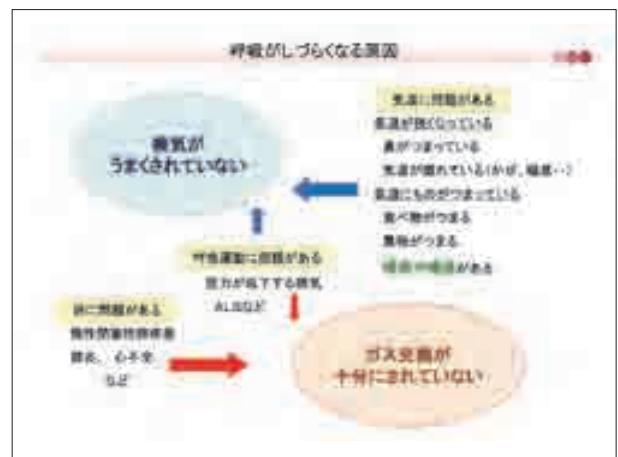 呼吸がしづらくなる原因
換気が
うまくされていない
気道に問題がある
気道が狭くなっている
鼻がつまっている
気道が腫れている(かぜ、喘息・・)
気道にものがつまっている
食べ物がつまる
異物がつまる
がある
呼吸運動に問題がある
筋力が低下する病気
ALSなど
肺に問題がある
慢性閉塞性肺疾患
肺炎、心不全
など
ガス交換が
十分にされていない